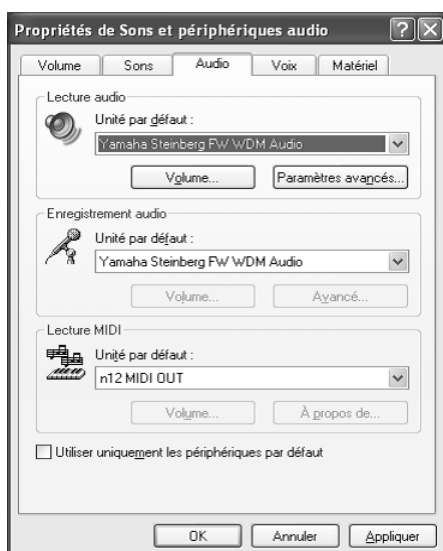 Propriétés de Sons et périphériques audio
Volume Sons Audio Voix Matériel
Lecture audio
Unité par défaut :
Yamaha Steinberg FW WDM Audio
Volume... Paramètres avancés...
Enregistrement audio
Unité par défaut :
Yamaha Steinberg FW WDM Audio
Volume... Avancé...
Lecture MIDI
Unité par défaut :
n12 MIDI OUT
Volume... À propos de...
Utiliser uniquement les périphériques par défaut
OK Annuler Appliquer